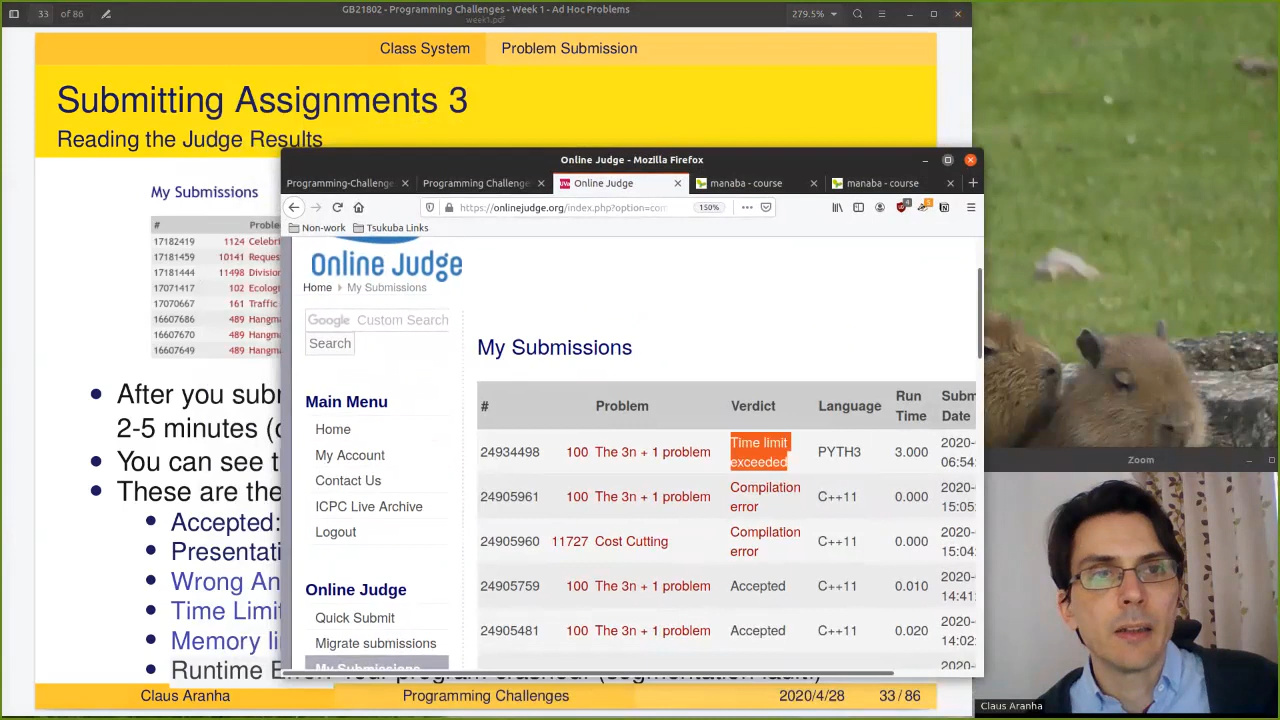 33 of 86
GB21802 - Programming Challenges - Week 1 - Ad Hoc Problems
week1.pdf
279.5%
Class System
Problem Submission
Submitting Assignments 3
Reading the Judge Results
My Submissions
#
17182419 1124
17181459 10141
17181444 11498
17071417 102
17070667 161 Traffic
16607686 489
16607670 489
16607649 489
After you
2-5 minutes
You can see
These are the
Accepted:
Time
Memory
Runtime
Claus Aranha
Programming Challenges
2020/4/28
33 / 86
Online Judge - Mozilla Firefox
Programming-Challenge
Programming Challenge
Online Judge
manaba - course
manaba - course
https://onlinejudge.org/index.php?option=com
150%
Non-work
Tsukuba Links
Online Judge
Home
My Submissions
Google Custom Search
Search
Main Menu
Home
My Account
Contact Us
ICPC Live Archive
Logout
Online Judge
Quick Submit
Migrate submissions
My Submissions
My Submissions
# Problem Verdict Language Run Time Date
24934498 100 The 3n + 1 problem Time limit exceeded PYTH3 3.000 2020- 06:54
24905961 100 The 3n + 1 problem Compilation error C++11 0.000 2020- 15:05
24905960 11727 Cost Cutting Compilation error C++11 0.000 2020- 15:04
24905759 100 The 3n + 1 problem Accepted C++11 0.010 2020- 14:41
24905481 100 The 3n + 1 problem Accepted C++11 0.020 2020- 14:02
2020-
Zoom
Claus Aranha